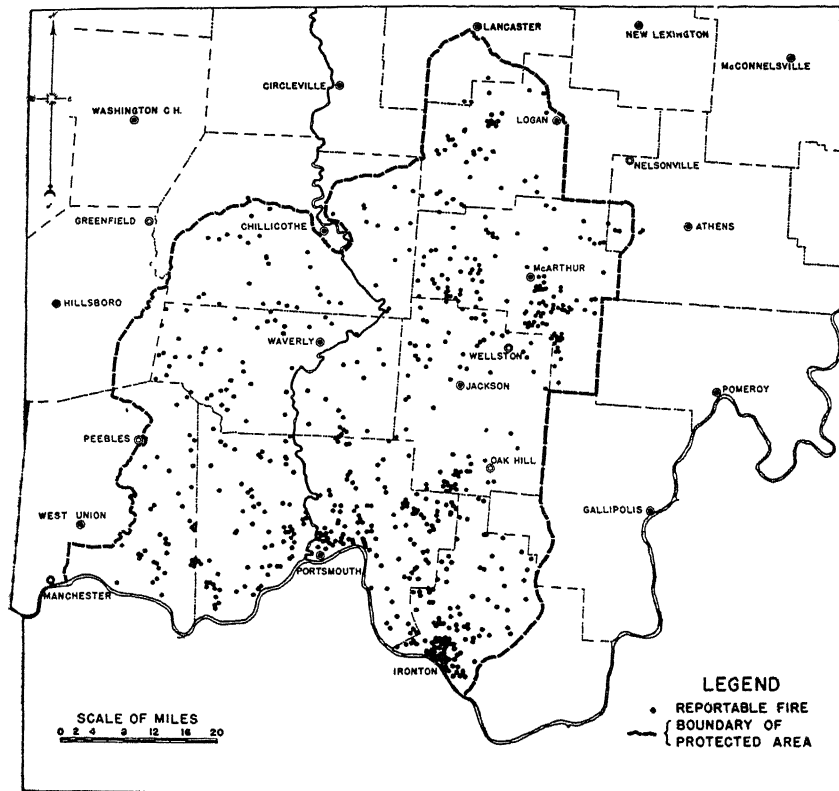 LANCASTER
NEW LEXINGTON
McCONNELSVILLE
CIRCLEVILLE
WASHINGTON C.H.
LOGAN
NELSONVILLE
GREENFIELD
CHILLICOTHE
ATHENS
McARTHUR
HILLSBORO
WAVERLY
WELLSTON
JACKSON
POMEROY
PEEBLES
OAK HILL
WEST UNION
GALLIPOLIS
PORTSMOUTH
MANCHESTER
IRONTON
LEGEND
REPORTABLE FIRE
BOUNDARY OF
PROTECTED AREA
SCALE OF MILES
0 2 4 6 8 12 16 20